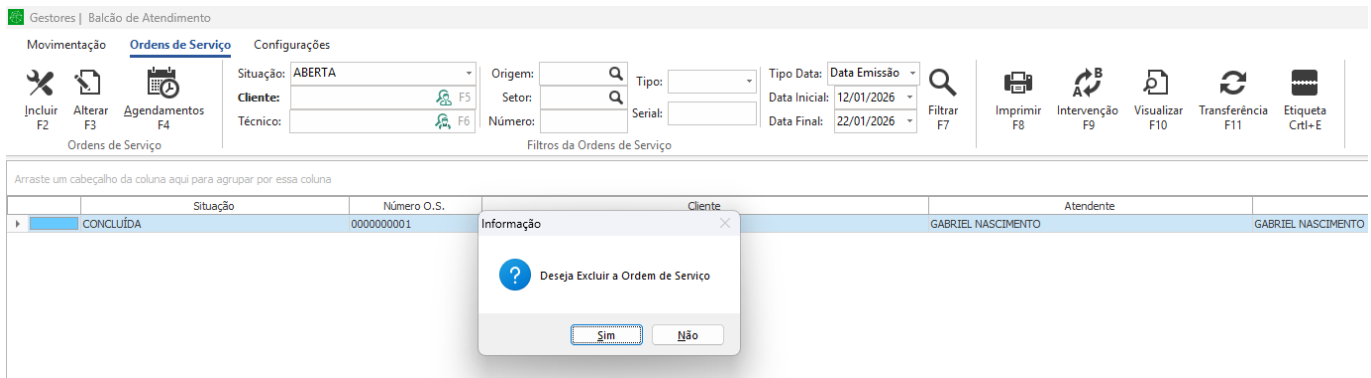 Gestores | Balcão de Atendimento
Movimentação Ordens de Serviço Configurações
Situação: ABERTA Origem: Tipo: Tipo Data: Data Emissão
Cliente: F5 Setor: Serial: Data Inicial: 12/01/2026
Técnico: F6 Número: Data Final: 22/01/2026
Incluir Alterar Agendamentos Filtrar Imprimir Intervenção Visualizar Transferência Etiqueta
F2 F3 F4 F7 F8 F9 F10 F11 Crtl+E
Ordens de Serviço Filtros da Ordens de Serviço
Arraste um cabeçalho da coluna aqui para agrupar por essa coluna
Situação Número O.S. Cliente Atendente
CONCLUÍDA 0000000001 GABRIEL NASCIMENTO GABRIEL NASCIMENTO
Informação
Deseja Excluir a Ordem de Serviço
Sim Não